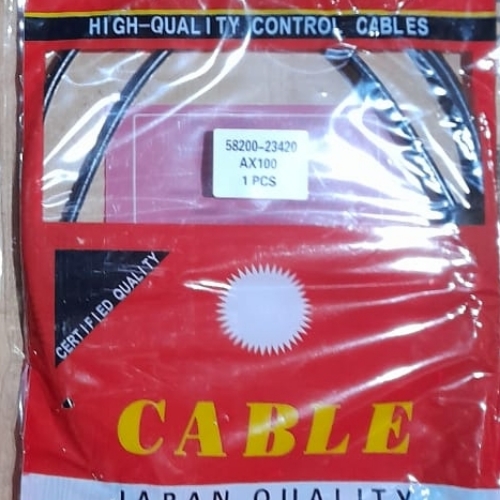 HIGH-QUALITY CONTROL CABLES
58200-23420
AX100
1 PCS
CERTIFIED QUALITY
CABLE
JAPAN QUALITY